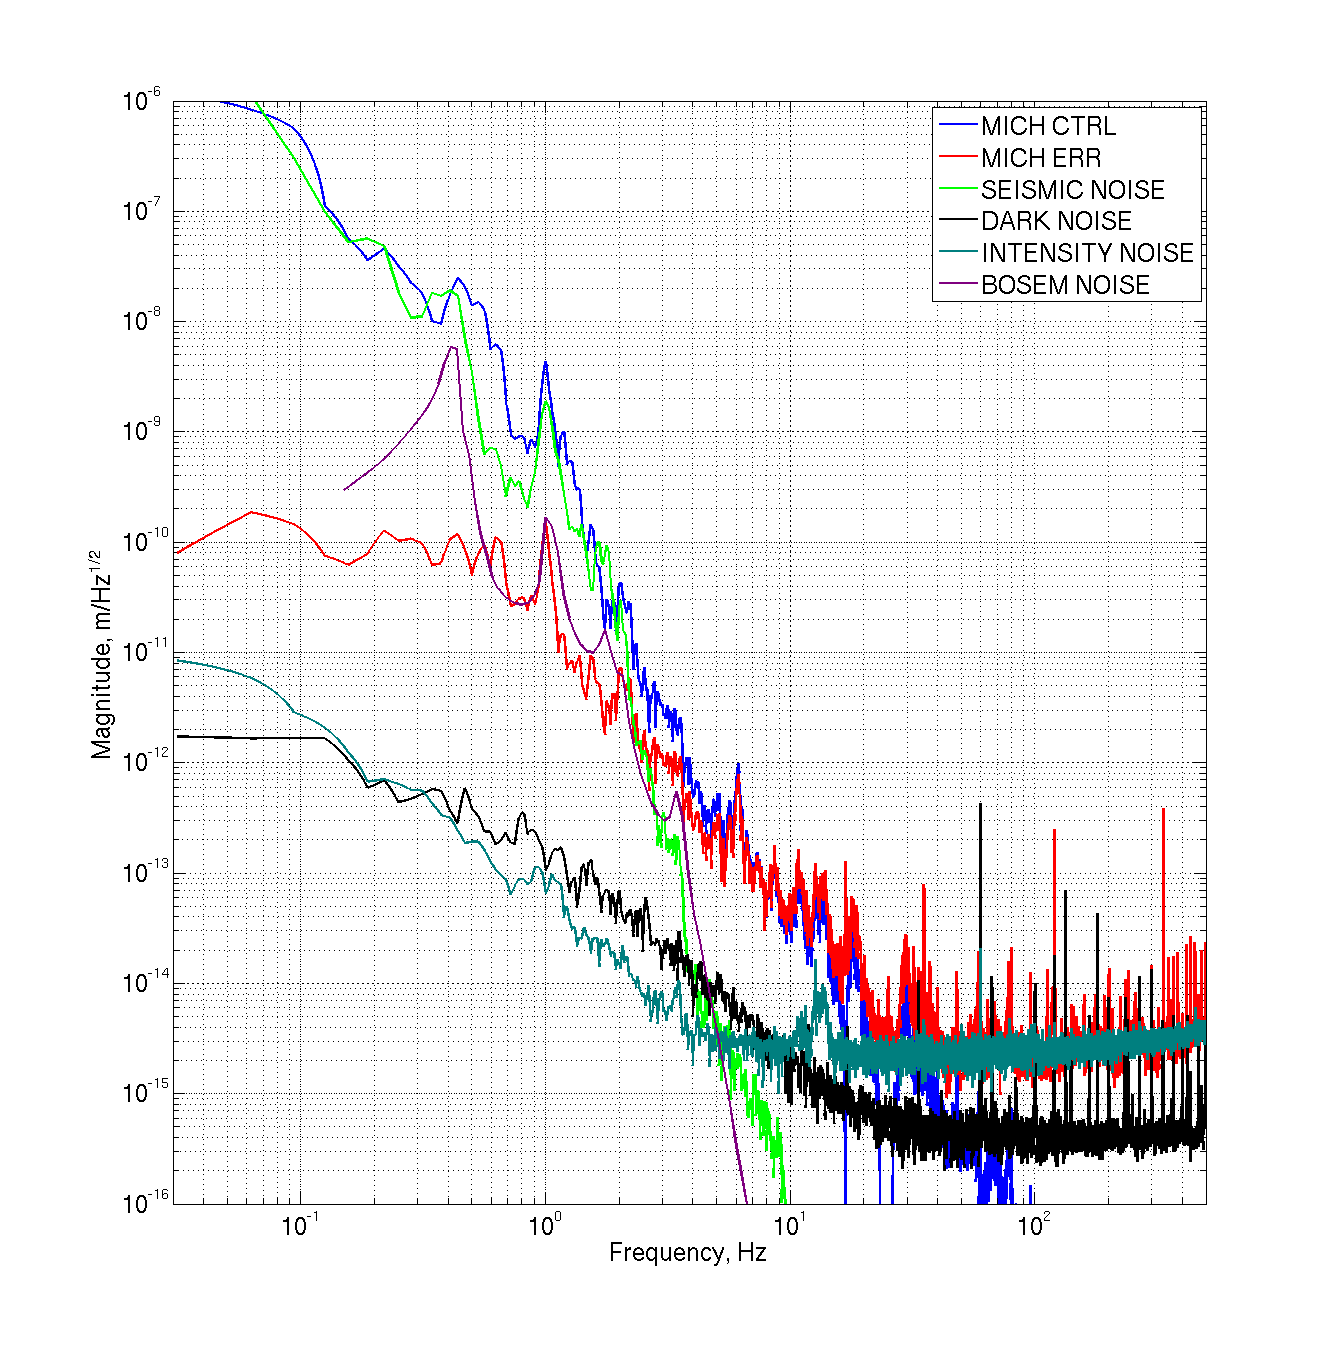 10^-6
10^-7
10^-8
10^-9
10^-10
10^-11
10^-12
10^-13
10^-14
10^-15
10^-16
Magnitude, m/Hz^1/2
MICH CTRL
MICH ERR
SEISMIC NOISE
DARK NOISE
INTENSITY NOISE
BOSEM NOISE
10^-1 10^0 10^1 10^2
Frequency, Hz